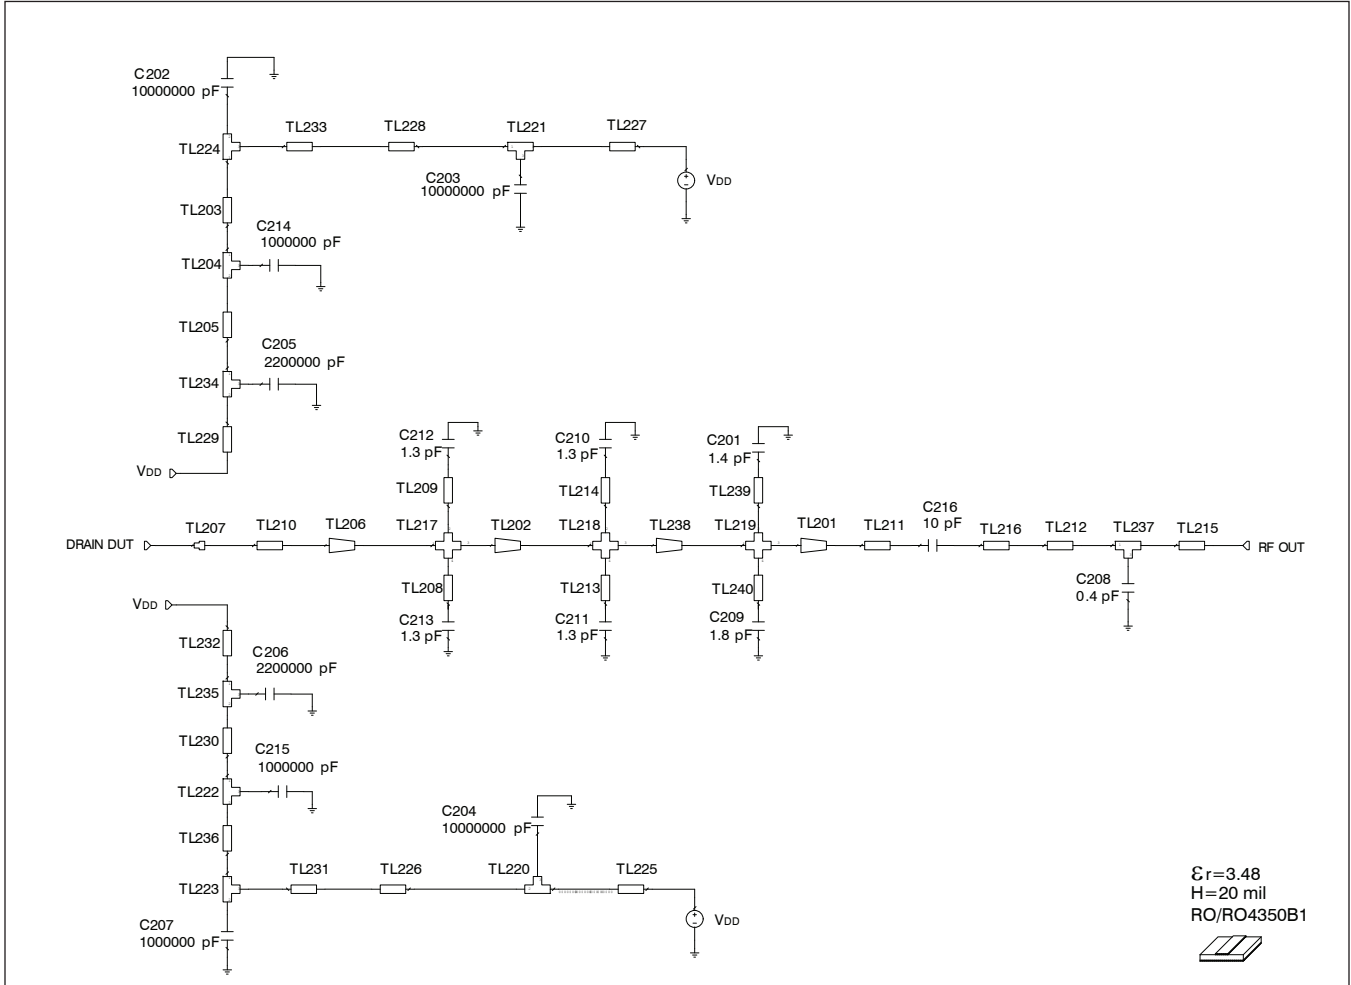 C202
10000000 pF
TL224
TL233
TL228
TL221
TL227
C203
10000000 pF
VDD
TL203
C214
1000000 pF
TL204
TL205
C205
2200000 pF
TL234
TL229
VDD
C212
1.3 pF
C210
1.3 pF
C201
1.4 pF
TL209
TL214
TL239
C216
10 pF
DRAIN DUT
TL207
TL210
TL206
TL217
TL202
TL218
TL238
TL219
TL201
TL211
TL216
TL212
TL237
TL215
RF OUT
TL208
TL213
TL240
C208
0.4 pF
C213
1.3 pF
C211
1.3 pF
C209
1.8 pF
VDD
TL232
C206
2200000 pF
TL235
TL230
C215
1000000 pF
TL222
TL236
C204
10000000 pF
TL223
TL231
TL226
TL220
TL225
VDD
C207
1000000 pF
εr=3.48
H=20 mil
RO/RO4350B1